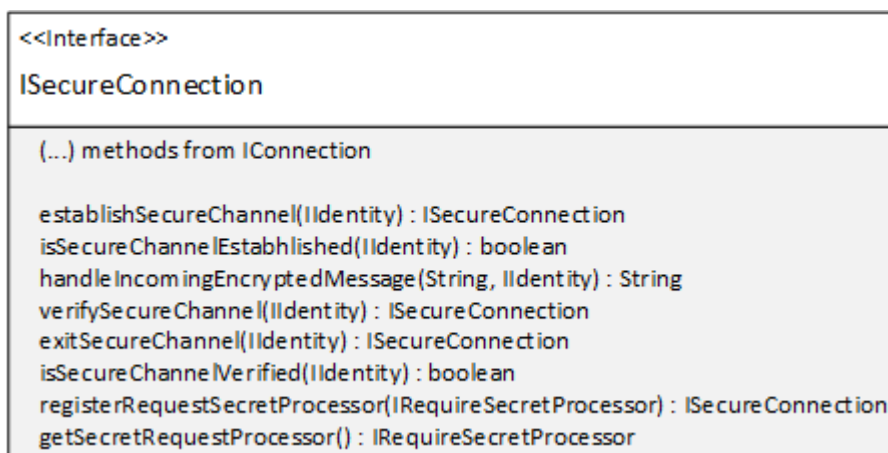 <<Interface>>
ISecureConnection
(...) methods from IConnection
establishSecureChannel(IIdentity) : ISecureConnection
isSecureChannelEstabhlished(IIdentity) : boolean
handleIncomingEncryptedMessage(String, IIdentity) : String
verifySecureChannel(IIdentity) : ISecureConnection
exitSecureChannel(IIdentity) : ISecureConnection
isSecureChannelVerified(IIdentity) : boolean
registerRequestSecretProcessor(IRequireSecretProcessor) : ISecureConnection
getSecretRequestProcessor() : IRequireSecretProcessor